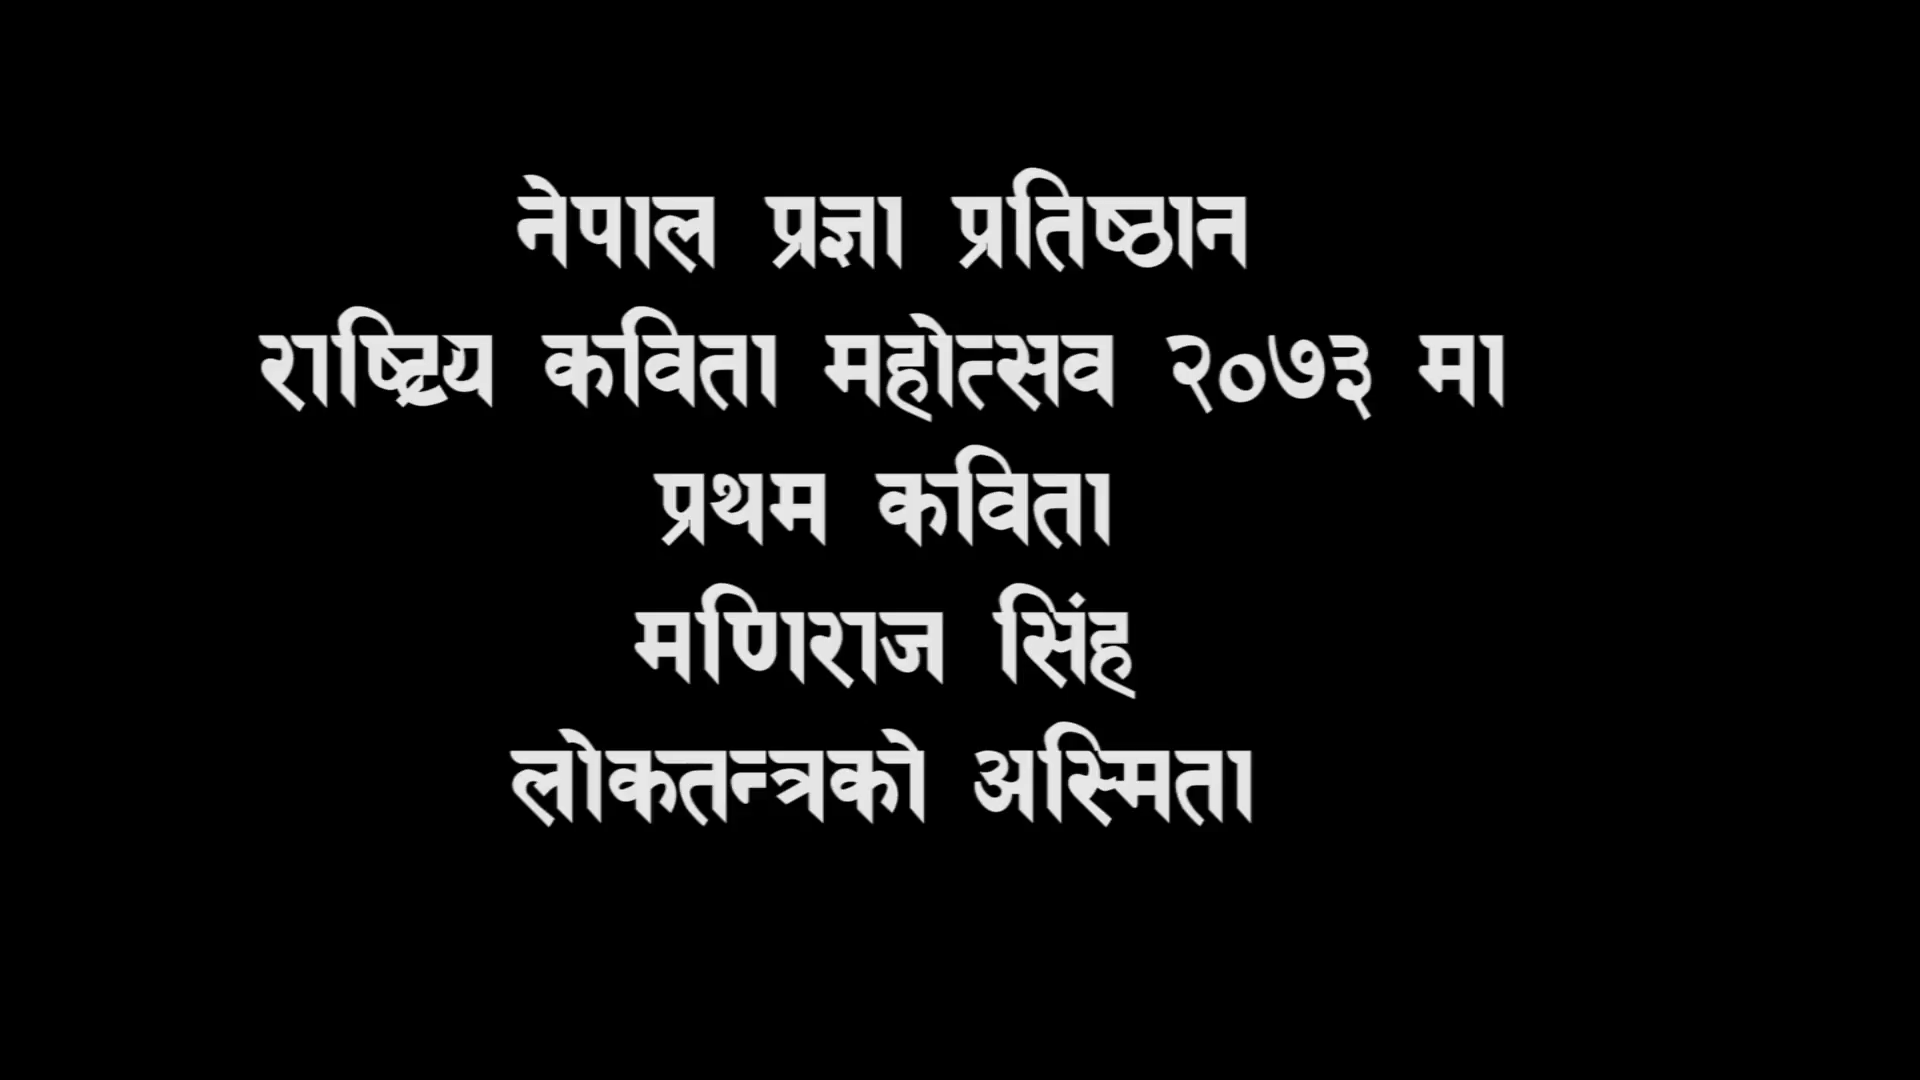 नेपाल प्रज्ञा प्रतिष्ठान
राष्ट्रिय कविता महोत्सव २०७३ मा
प्रथम कविता
मणिराज सिंह
लोकतन्त्रको अस्मिता